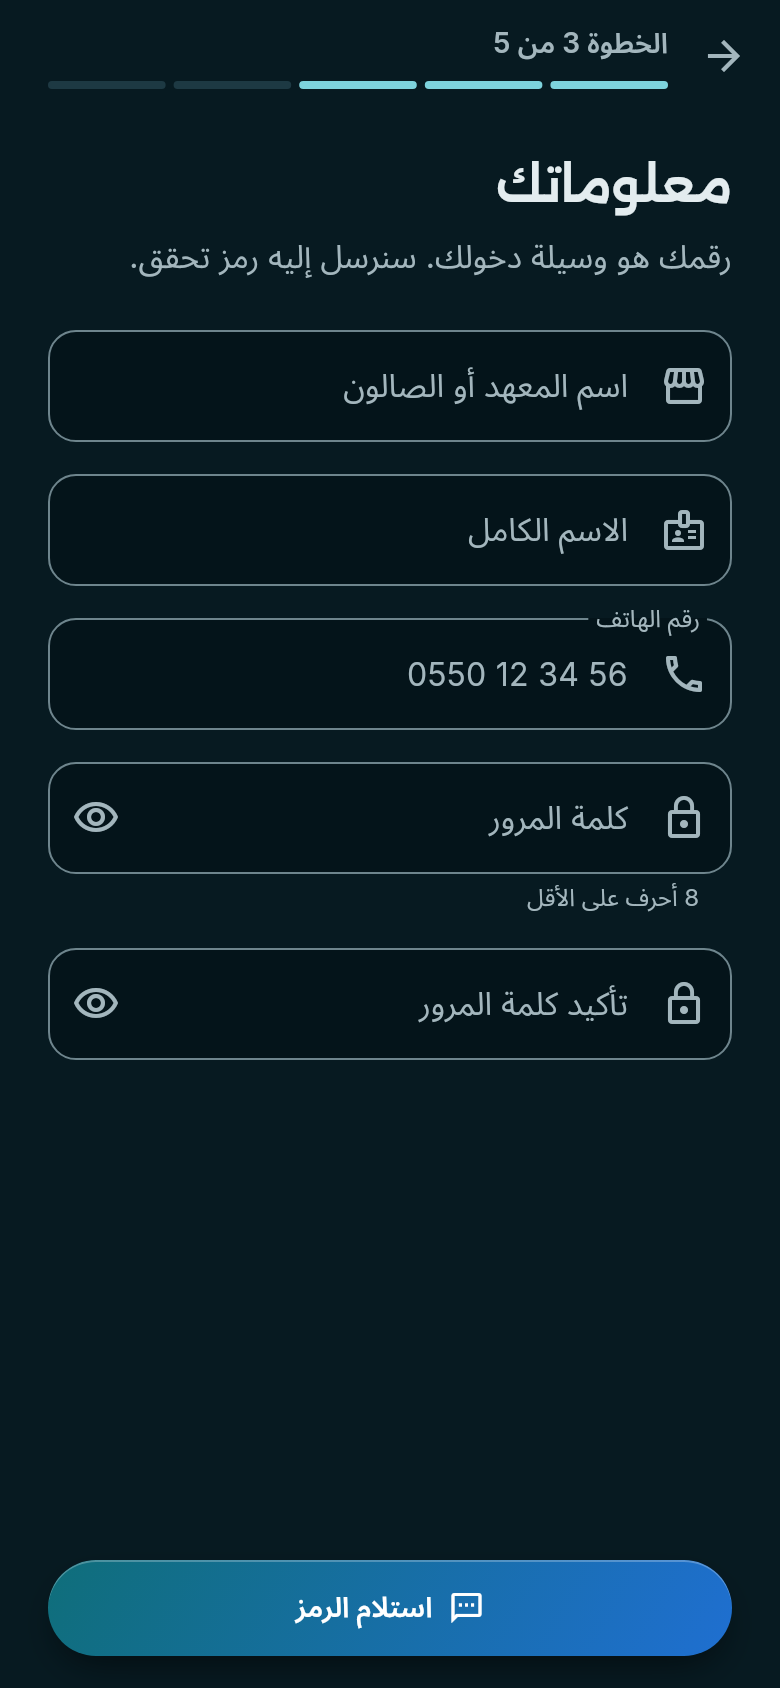 الخطوة 3 من 5
معلوماتك
رقمك هو وسيلة دخولك. سنرسل إليه رمز تحقق.
اسم المعهد أو الصالون
الاسم الكامل
رقم الهاتف
0550 12 34 56
كلمة المرور
8 أحرف على الأقل
تأكيد كلمة المرور
استلام الرمز